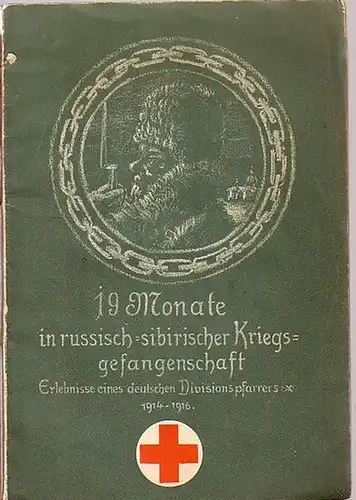 19 Monate
in russisch=sibirischer Kriegs=
gefangenschaft
Erlebnisse eines deutschen Divisionspfarrers
1914-1916.